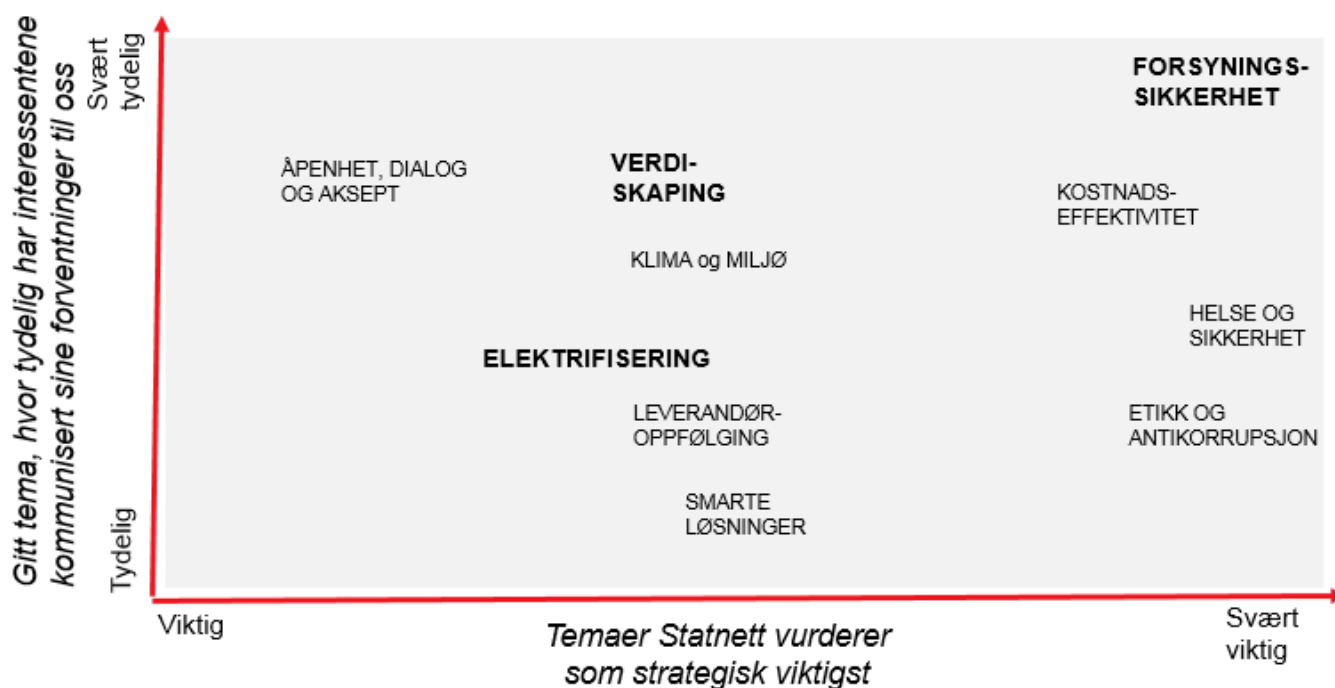 Gitt tema, hvor tydelig har interessentene
kommunisert sine forventninger til oss
Svært
tydelig
Tydelig
FORSYNINGS-
SIKKERHET
ÅPENHET, DIALOG
OG AKSEPT
VERDI-
SKAPING
KOSTNADS-
EFFEKTIVITET
KLIMA og MILJØ
HELSE OG
SIKKERHET
ELEKTRIFISERING
LEVERANDØR-
OPPFØLGING
ETIKK OG
ANTIKORRUPSJON
SMARTE
LØSNINGER
Viktig
Svært
viktig
Temaer Statnett vurderer
som strategisk viktigst